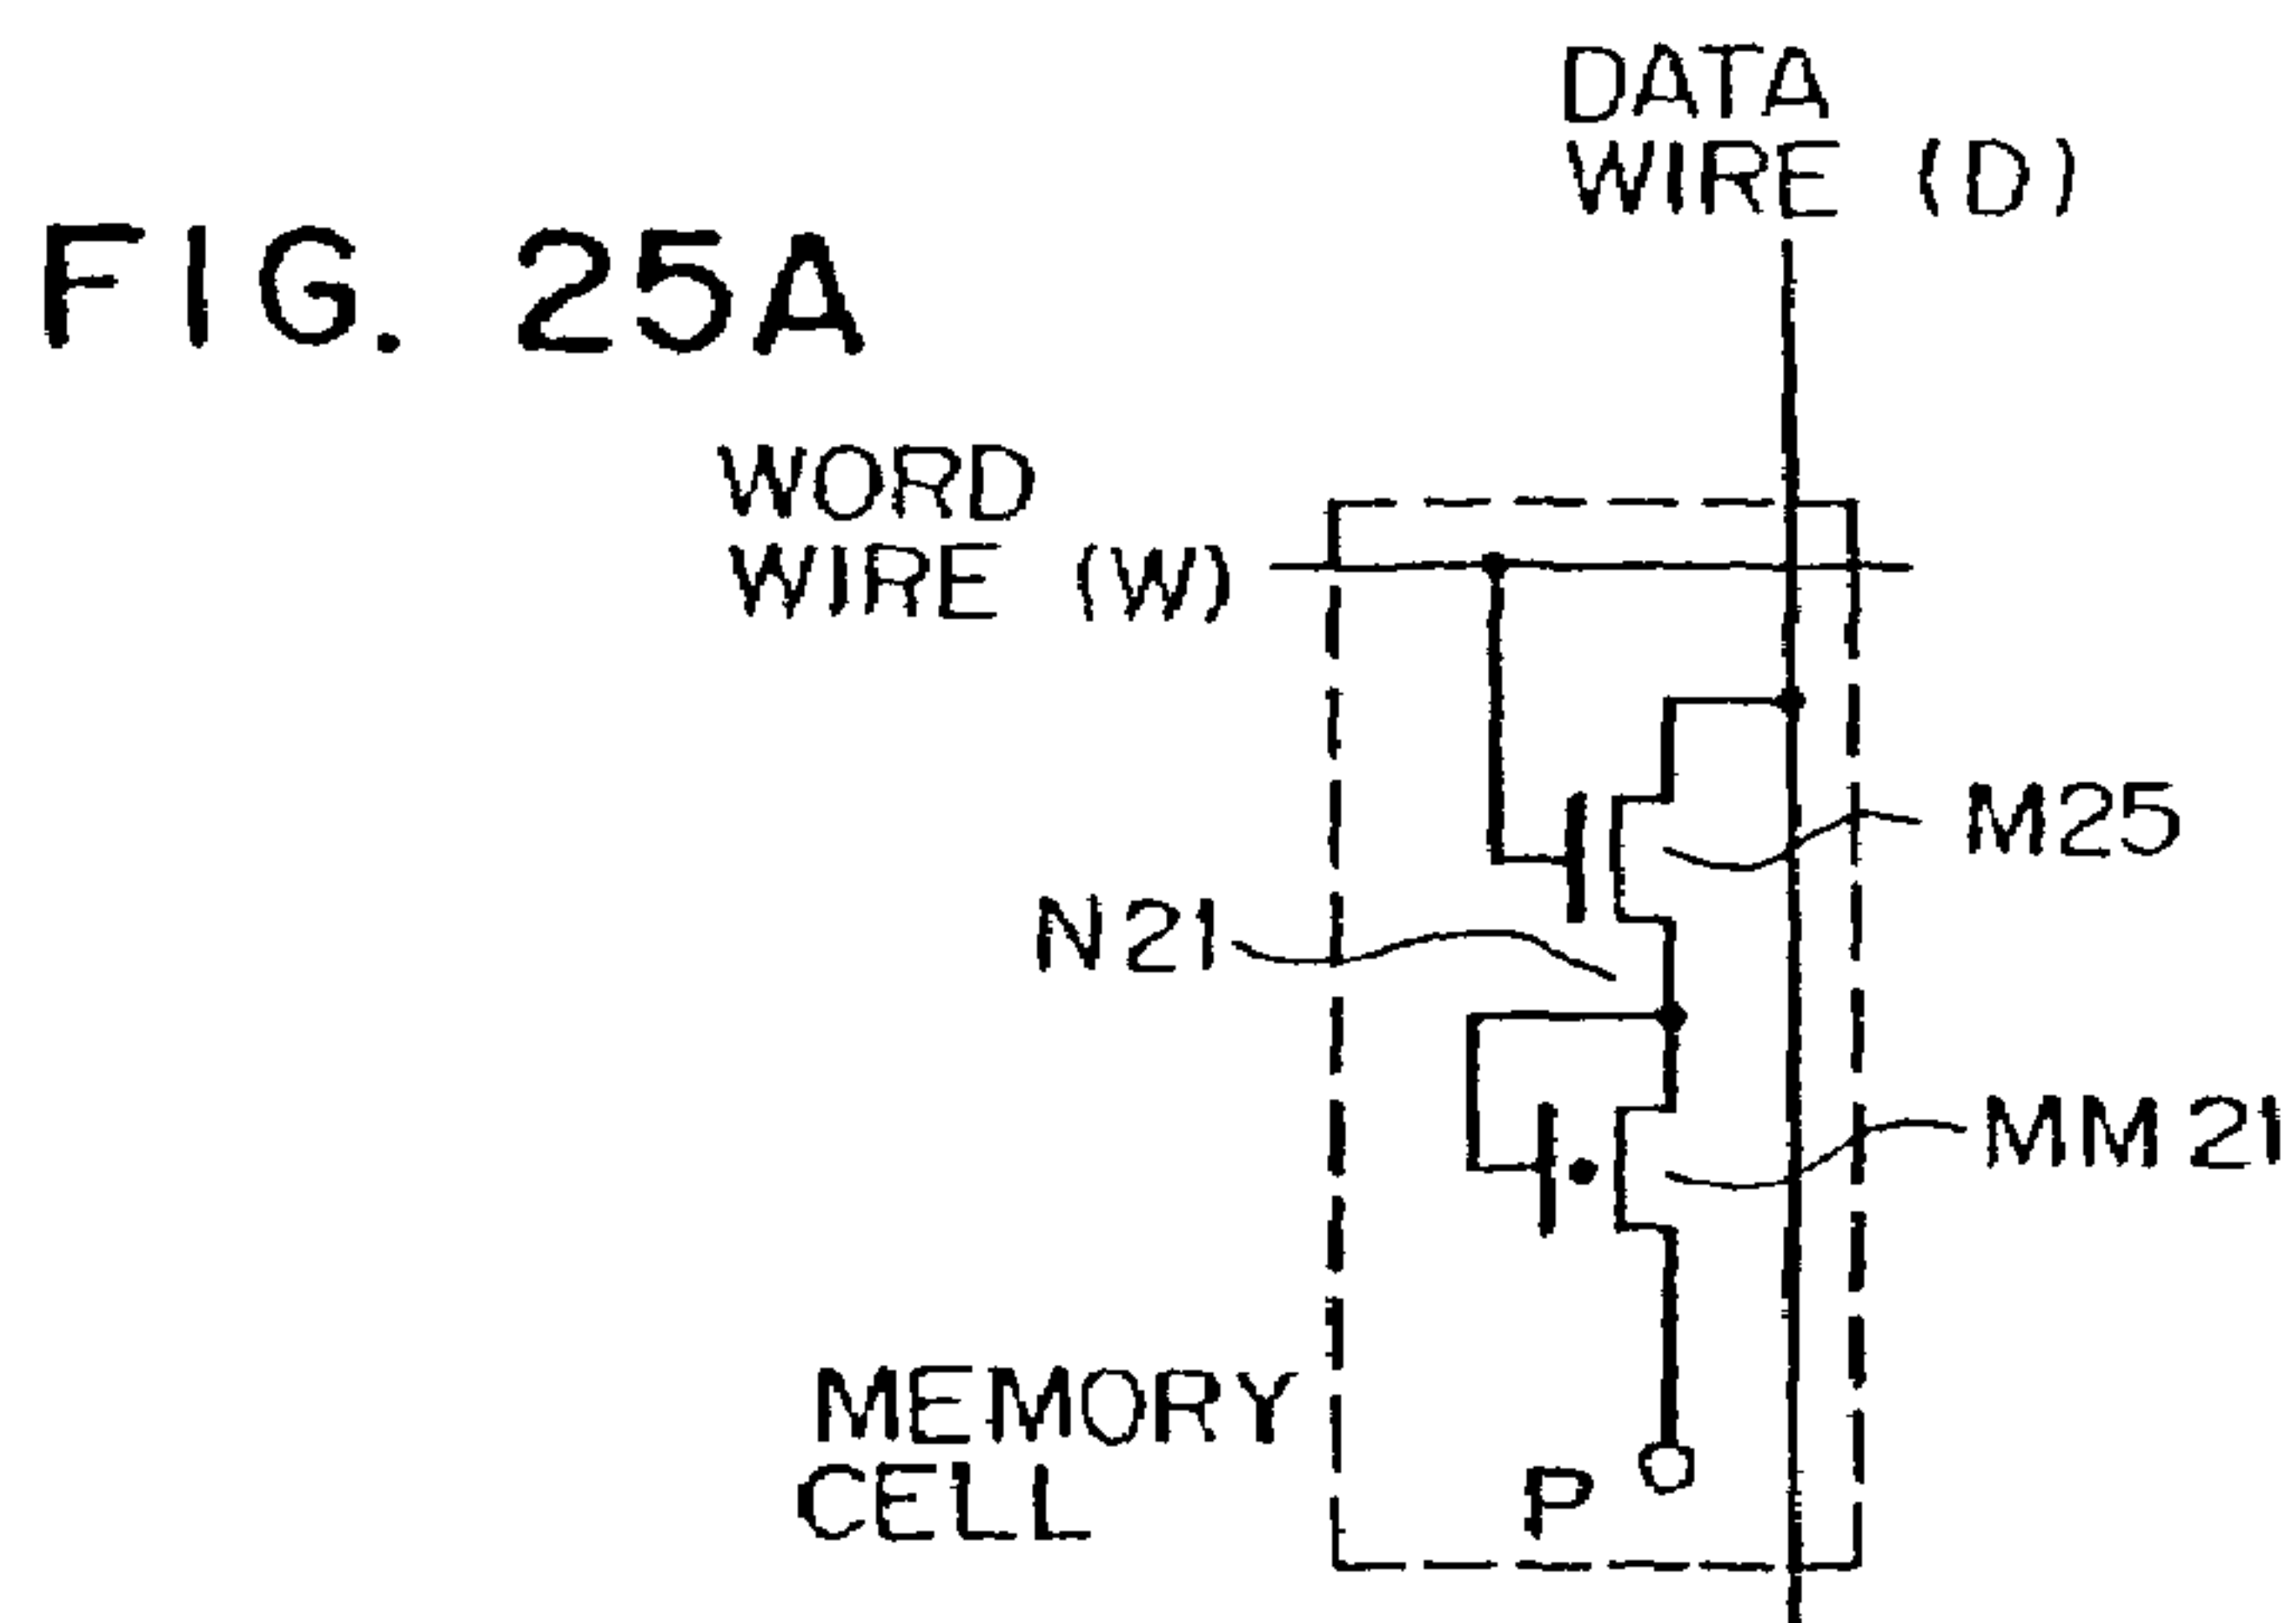 FIG. 25A
DATA
WIRE (D)
WORD
WIRE (W)
M25
N21
MM21
MEMORY
CELL
P